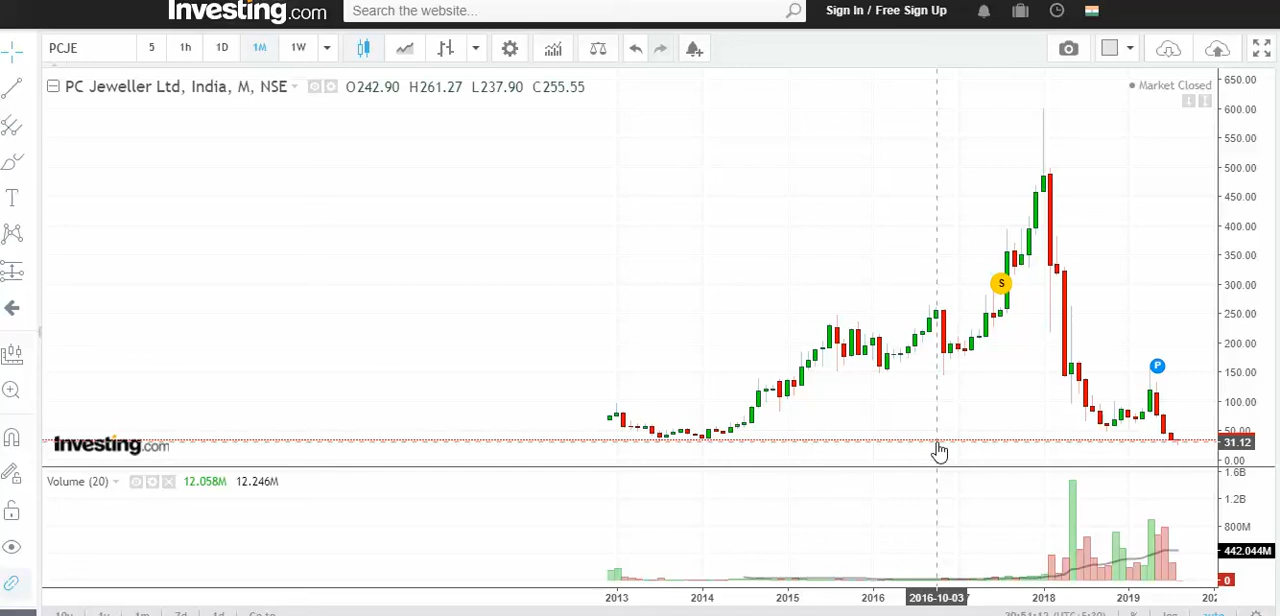 Investing.com
Search the website...
Sign In / Free Sign Up
PCJE 5 1h 1D 1M 1W
PC Jeweller Ltd, India, M, NSE O242.90 H261.27 L237.90 C255.55
Market Closed
650.00
600.00
550.00
500.00
450.00
400.00
350.00
S
300.00
250.00
200.00
P
150.00
100.00
50.00
31.12
Investing.com
0.00
1.6B
Volume (20) 12.058M 12.246M
1.2B
800M
442.044M
0
2013 2014 2015 2016 2016-10-03 2018 2019 202